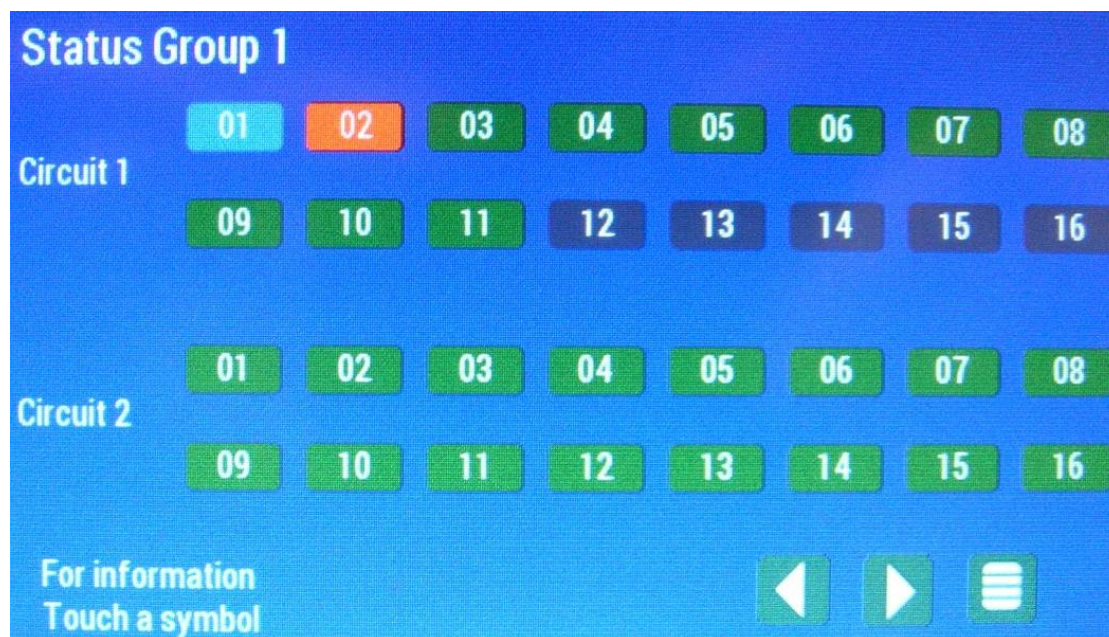 Status Group 1
01 02 03 04 05 06 07 08
Circuit 1
09 10 11 12 13 14 15 16
01 02 03 04 05 06 07 08
Circuit 2
09 10 11 12 13 14 15 16
For information
Touch a symbol